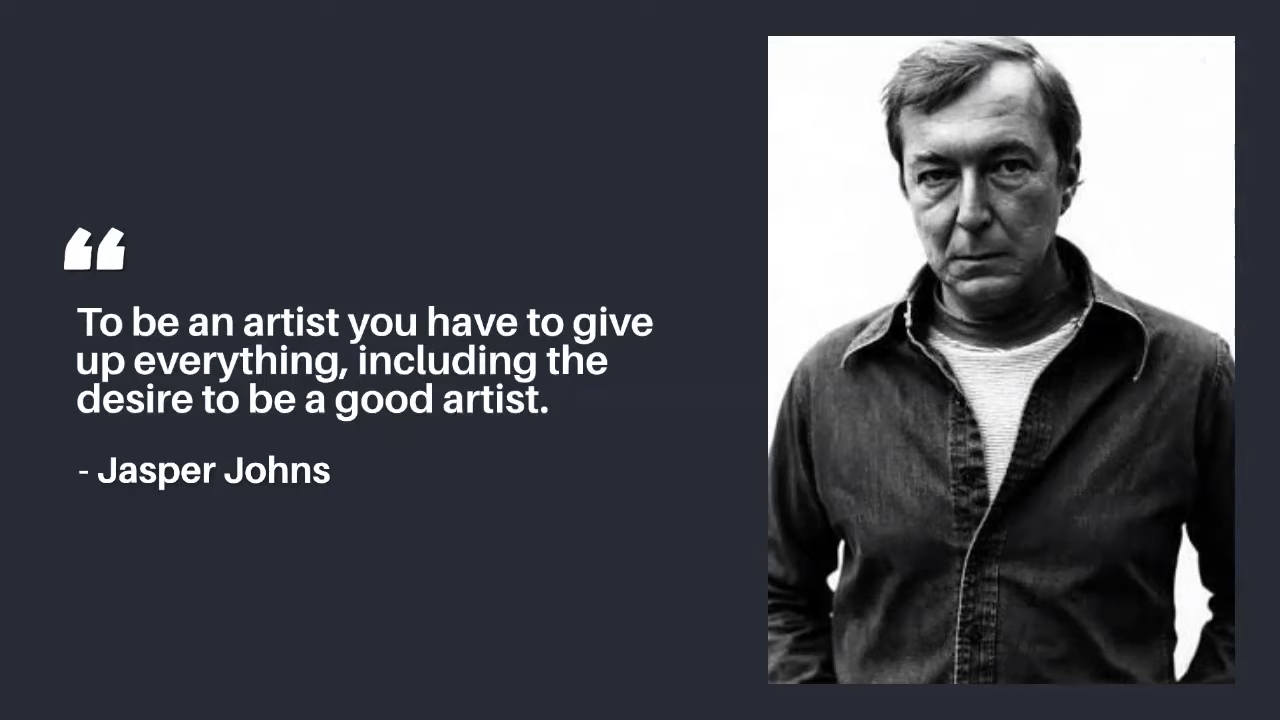 “
To be an artist you have to give
up everything, including the
desire to be a good artist.
- Jasper Johns